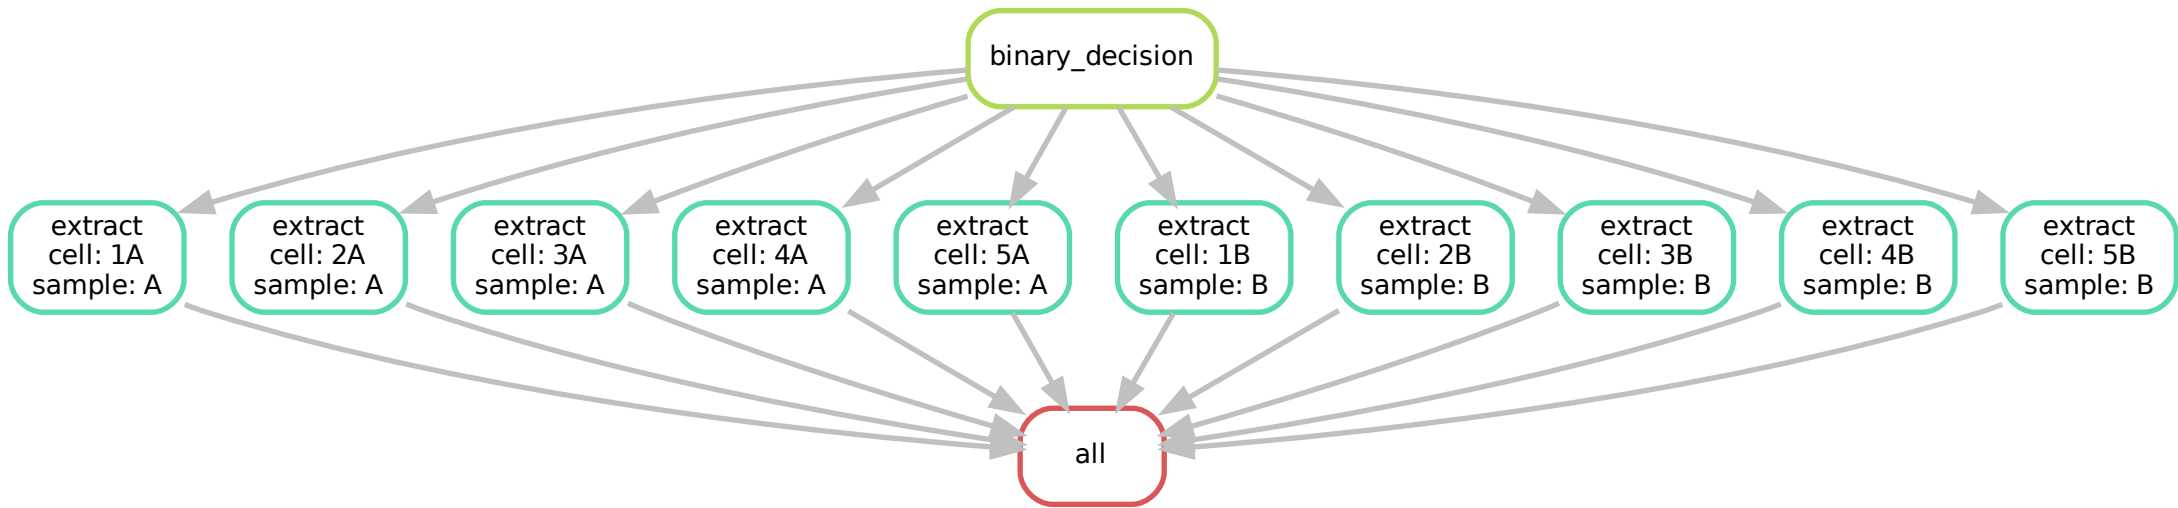 binary_decision
extract
cell: 1A
sample: A
extract
cell: 2A
sample: A
extract
cell: 3A
sample: A
extract
cell: 4A
sample: A
extract
cell: 5A
sample: A
extract
cell: 1B
sample: B
extract
cell: 2B
sample: B
extract
cell: 3B
sample: B
extract
cell: 4B
sample: B
extract
cell: 5B
sample: B
all